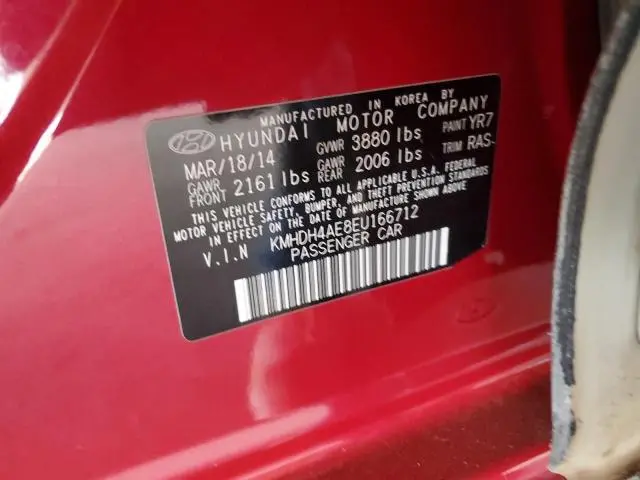 MANUFACTURED IN KOREA BY
HYUNDAI MOTOR COMPANY
MAR/18/14 GVWR 3880 lbs PAINT YR7
GAWR FRONT 2161 lbs GAWR REAR 2006 lbs TRIM RAS
THIS VEHICLE CONFORMS TO ALL APPLICABLE U.S.A. FEDERAL
MOTOR VEHICLE SAFETY, BUMPER, AND THEFT PREVENTION STANDARDS
IN EFFECT ON THE DATE OF MANUFACTURE SHOWN ABOVE.
V.I.N KMHDH4AE8EU166712
PASSENGER CAR